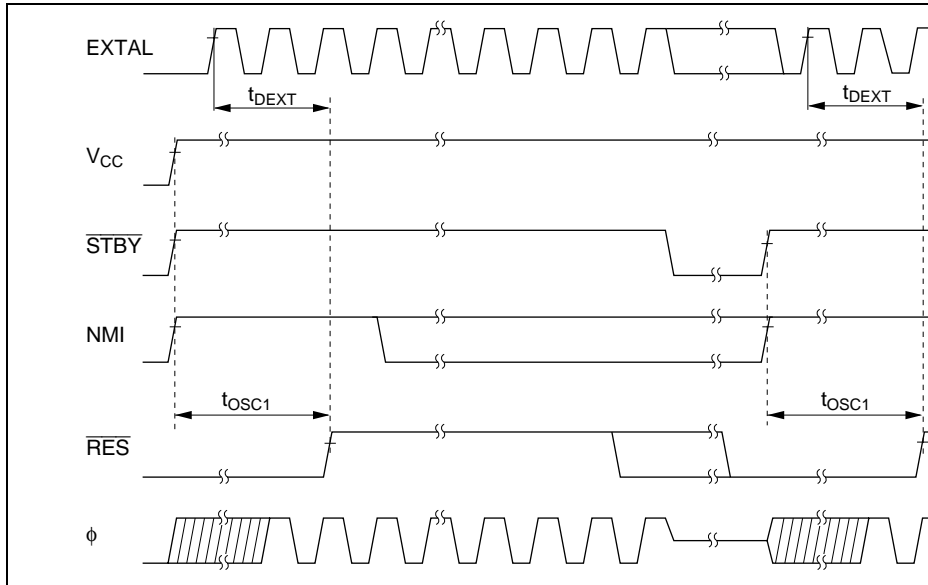 EXTAL
tDEXT
tDEXT
VCC
STBY
NMI
tOSC1
tOSC1
RES
ϕ